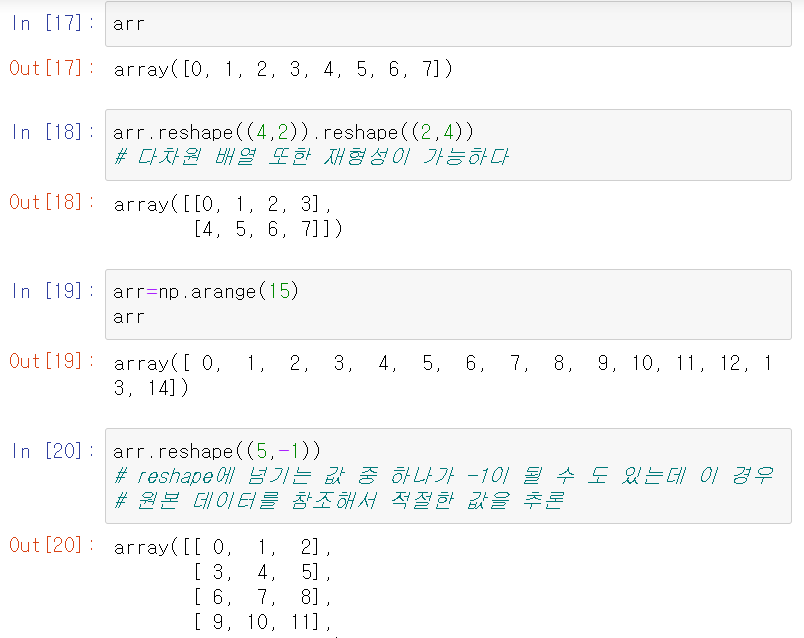 In [17]: arr
Out[17]: array([0, 1, 2, 3, 4, 5, 6, 7])
In [18]: arr.reshape((4,2)).reshape((2,4))
# 다차원 배열 또한 재형성이 가능하다
Out[18]: array([[0, 1, 2, 3],
[4, 5, 6, 7]])
In [19]: arr=np.arange(15)
arr
Out[19]: array([ 0, 1, 2, 3, 4, 5, 6, 7, 8, 9, 10, 11, 12, 1
3, 14])
In [20]: arr.reshape((5,-1))
# reshape에 넘기는 값 중 하나가 -1이 될 수 도 있는데 이 경우
# 원본 데이터를 참조해서 적절한 값을 추론
Out[20]: array([[ 0, 1, 2],
[ 3, 4, 5],
[ 6, 7, 8],
[ 9, 10, 11],